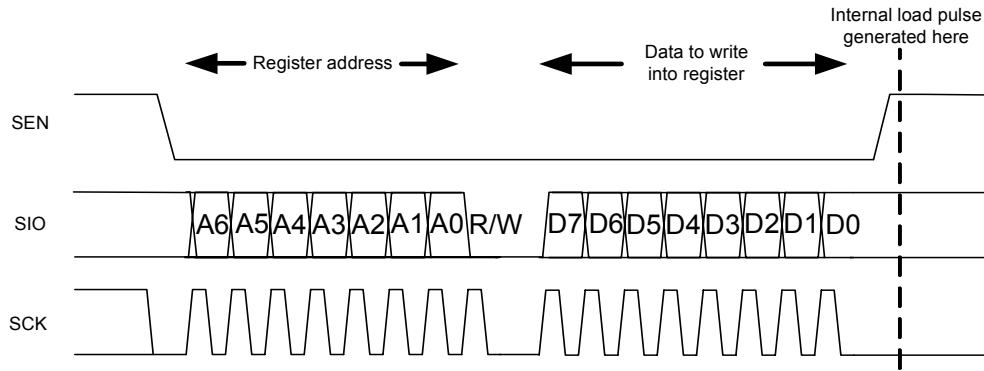 Internal load pulse
generated here
Register address
Data to write
into register
SEN
SIO
A6 A5 A4 A3 A2 A1 A0 R/W D7 D6 D5 D4 D3 D2 D1 D0
SCK